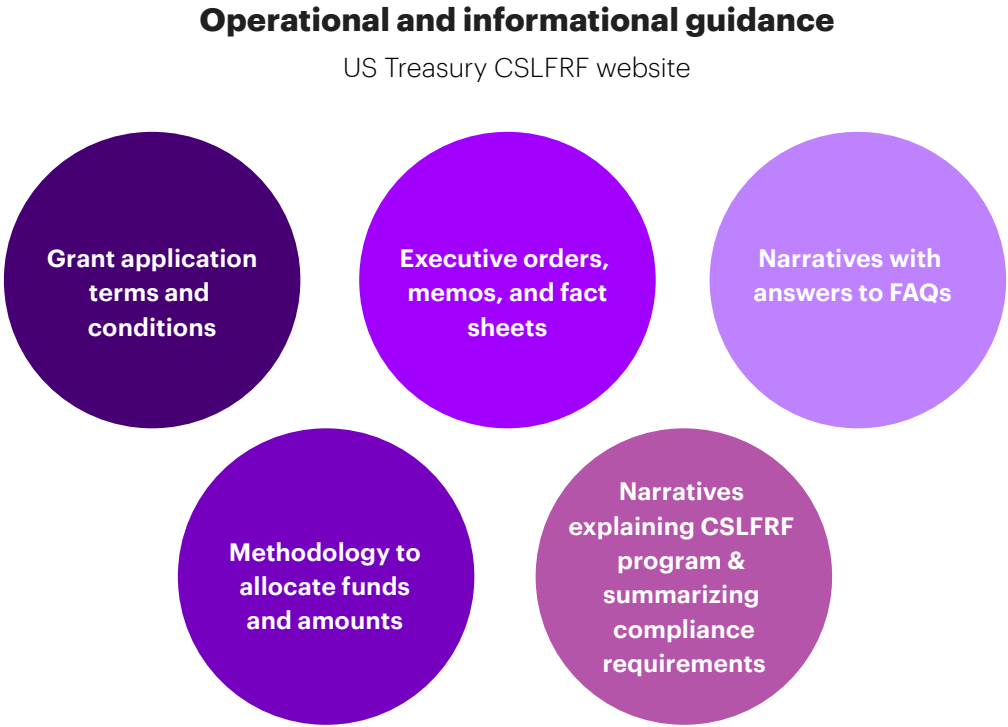 Operational and informational guidance
US Treasury CSLFRF website
Grant application
terms and
conditions
Executive orders,
memos, and fact
sheets
Narratives with
answers to FAQs
Methodology to
allocate funds
and amounts
Narratives
explaining CSLFRF
program &
summarizing
compliance
requirements